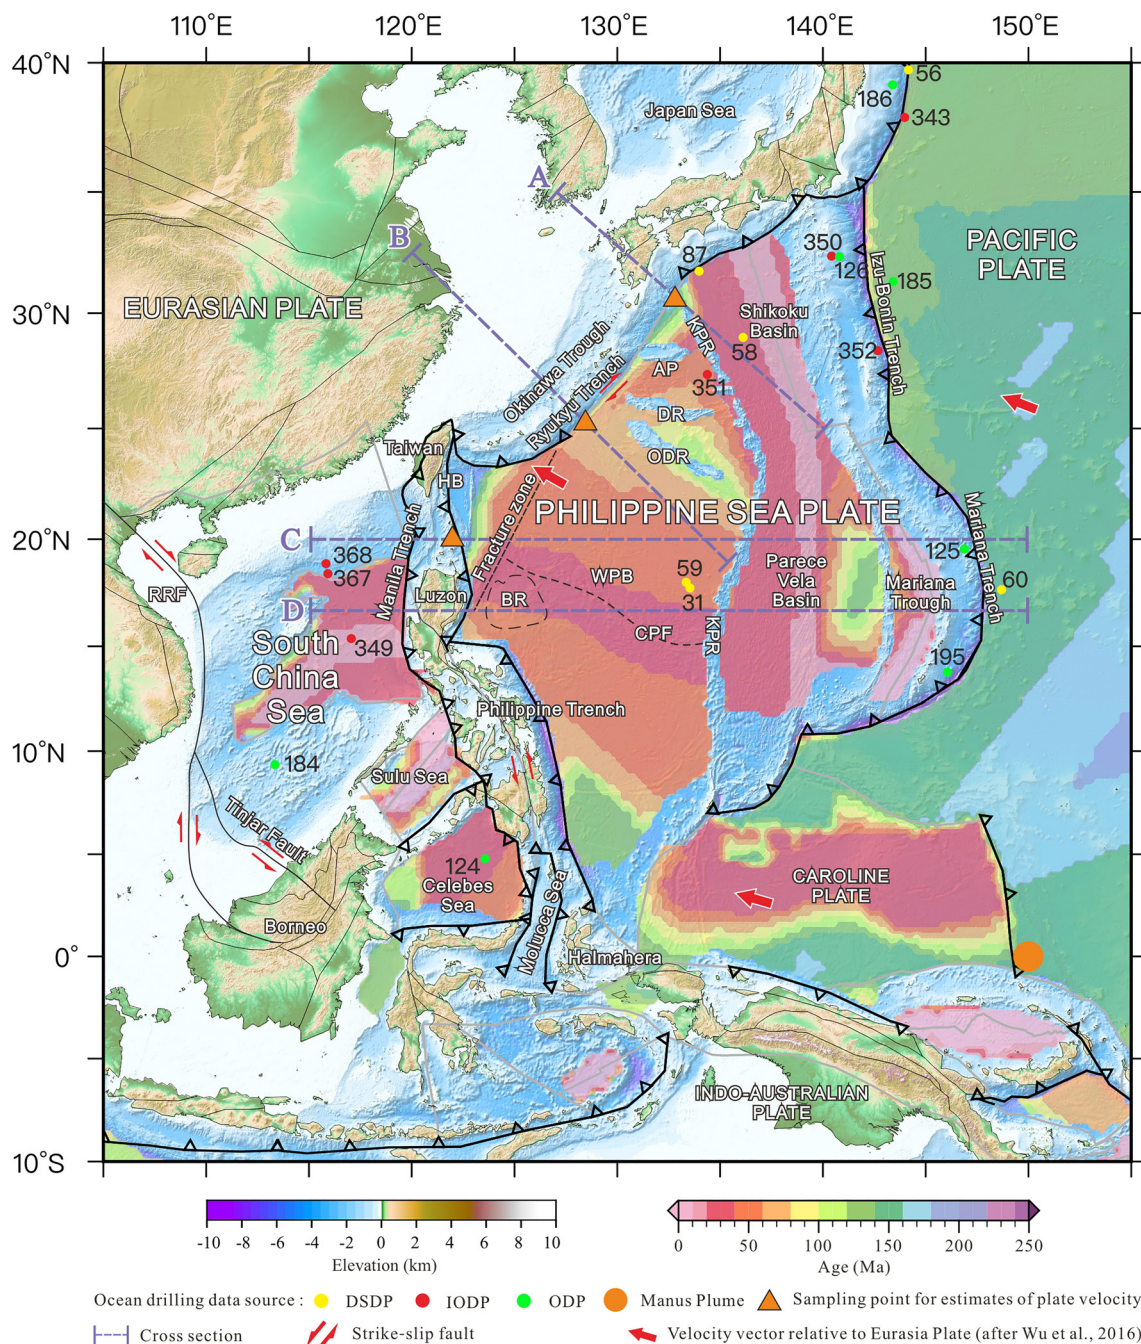 110°E
120°E
130°E
140°E
150°E
40°N
30°N
20°N
10°N
0°
10°S
56
186
343
Japan Sea
A
B
PACIFIC
PLATE
87
350
126
185
Izu-Bonin Trench
EURASIAN PLATE
Shikoku
Basin
KPR
58
352
Okinawa Trough
Ryukyu Trench
AP
351
DR
ODR
Taiwan
HB
Fracture zone
PHILIPPINE SEA PLATE
Mariana Trench
C
368
367
Manila Trench
125
RRF
59
31
WPB
Parece
Vela
Basin
Mariana
Trough
60
D
Luzon
BR
CPF
KPR
349
South
China
Sea
195
Philippine Trench
184
Sulu Sea
Tinjar Fault
124
Celebes
Sea
CAROLINE
PLATE
Borneo
Molucca Sea
Halmahera
INDO-AUSTRALIAN
PLATE
-10 -8 -6 -4 -2 0 2 4 6 8 10
Elevation (km)
0 50 100 150 200 250
Age (Ma)
Ocean drilling data source : DSDP IODP ODP Manus Plume Sampling point for estimates of plate velocity
Cross section Strike-slip fault Velocity vector relative to Eurasia Plate (after Wu et al., 2016)